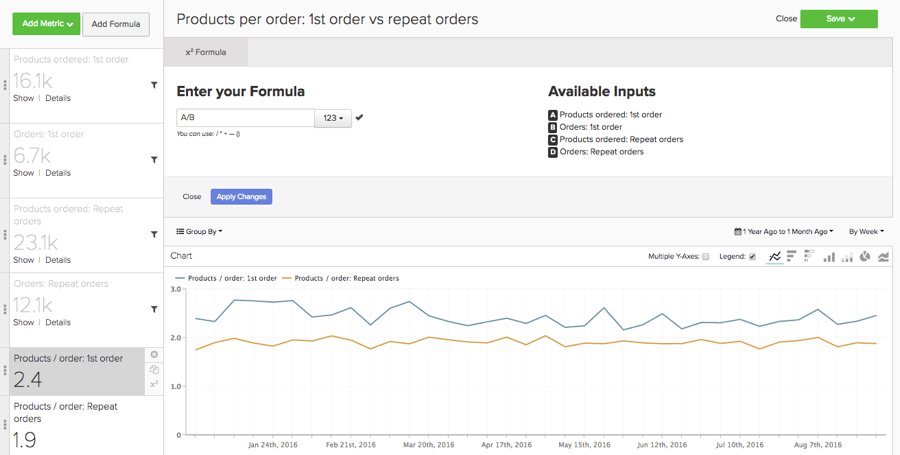 Add Metric
Add Formula
Products per order: 1st order vs repeat orders
Close
Save
Products ordered: 1st order
16.1k
Show | Details
Orders: 1st order
6.7k
Show | Details
Products ordered: Repeat
orders
23.1k
Show | Details
Orders: Repeat orders
12.1k
Show | Details
Products / order: 1st order
2.4
x²
Products / order: Repeat
orders
1.9
x² Formula
Enter your Formula
A/B
123
You can use: / * + — ()
Available Inputs
A Products ordered: 1st order
B Orders: 1st order
C Products ordered: Repeat orders
D Orders: Repeat orders
Close
Apply Changes
Group By
1 Year Ago to 1 Month Ago
By Week
Chart
Multiple Y-Axes:
Legend:
Products / order: 1st order
Products / order: Repeat orders
3.0
2.0
1.0
0
Jan 24th, 2016
Feb 21st, 2016
Mar 20th, 2016
Apr 17th, 2016
May 15th, 2016
Jun 12th, 2016
Jul 10th, 2016
Aug 7th, 2016